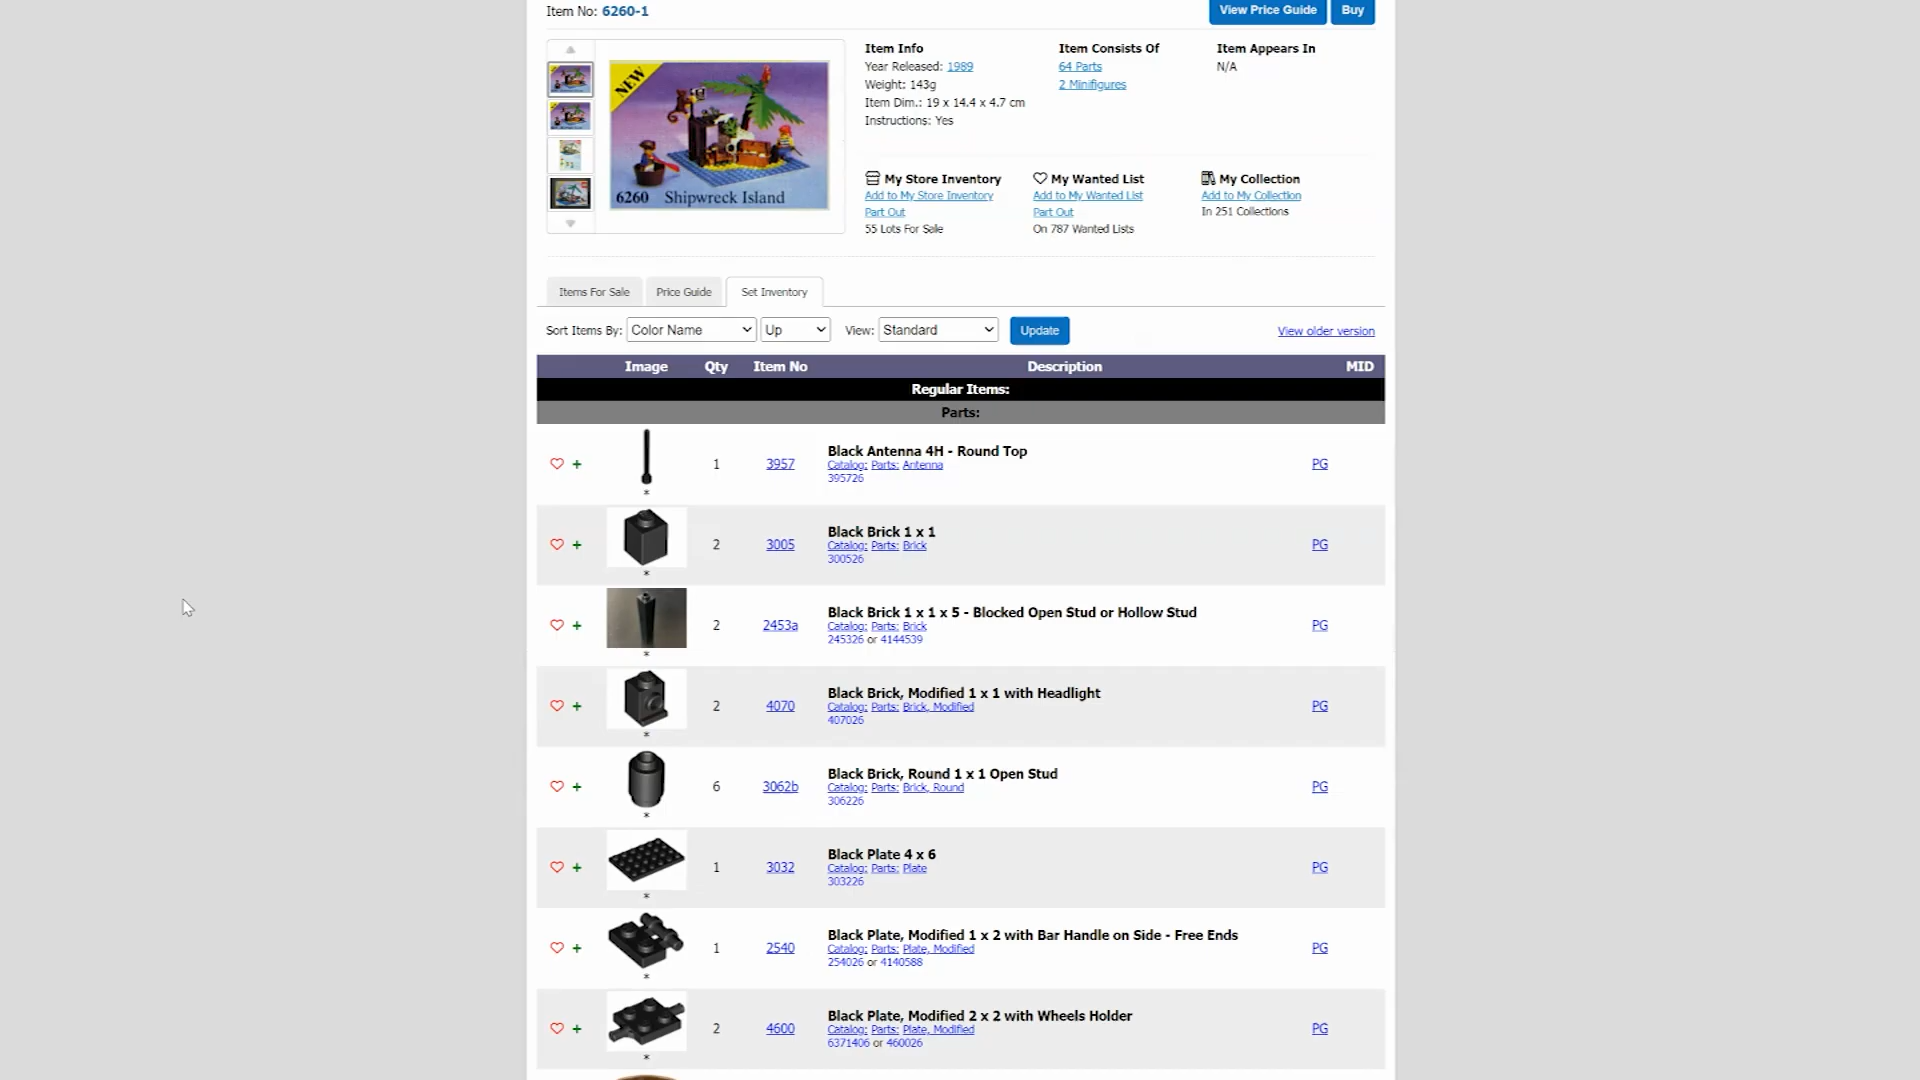 Item No: 6260-1
View Price Guide
Buy
NEW
6260 Shipwreck Island
Item Info
Year Released: 1989
Weight: 143g
Item Dim.: 19 x 14.4 x 4.7 cm
Instructions: Yes
Item Consists Of
64 Parts
2 Minifigures
Item Appears In
N/A
My Store Inventory
Add to My Store Inventory
Part Out
55 Lots For Sale
My Wanted List
Add to My Wanted List
Part Out
On 787 Wanted Lists
My Collection
Add to My Collection
In 251 Collections
Items For Sale
Price Guide
Set Inventory
Sort Items By: Color Name Up View: Standard Update View older version
Image Qty Item No Description MID
Regular Items:
Parts:
Black Antenna 4H - Round Top
* 1 3957 Catalog: Parts: Antenna PG
395726
Black Brick 1 x 1
* 2 3005 Catalog: Parts: Brick PG
300526
Black Brick 1 x 1 x 5 - Blocked Open Stud or Hollow Stud
* 2 2453a Catalog: Parts: Brick PG
245326 or 4144539
Black Brick, Modified 1 x 1 with Headlight
* 2 4070 Catalog: Parts: Brick, Modified PG
407026
Black Brick, Round 1 x 1 Open Stud
* 6 3062b Catalog: Parts: Brick, Round PG
306226
Black Plate 4 x 6
* 1 3032 Catalog: Parts: Plate PG
303226
Black Plate, Modified 1 x 2 with Bar Handle on Side - Free Ends
* 1 2540 Catalog: Parts: Plate, Modified PG
254026 or 4140588
Black Plate, Modified 2 x 2 with Wheels Holder
* 2 4600 Catalog: Parts: Plate, Modified PG
6371406 or 460026